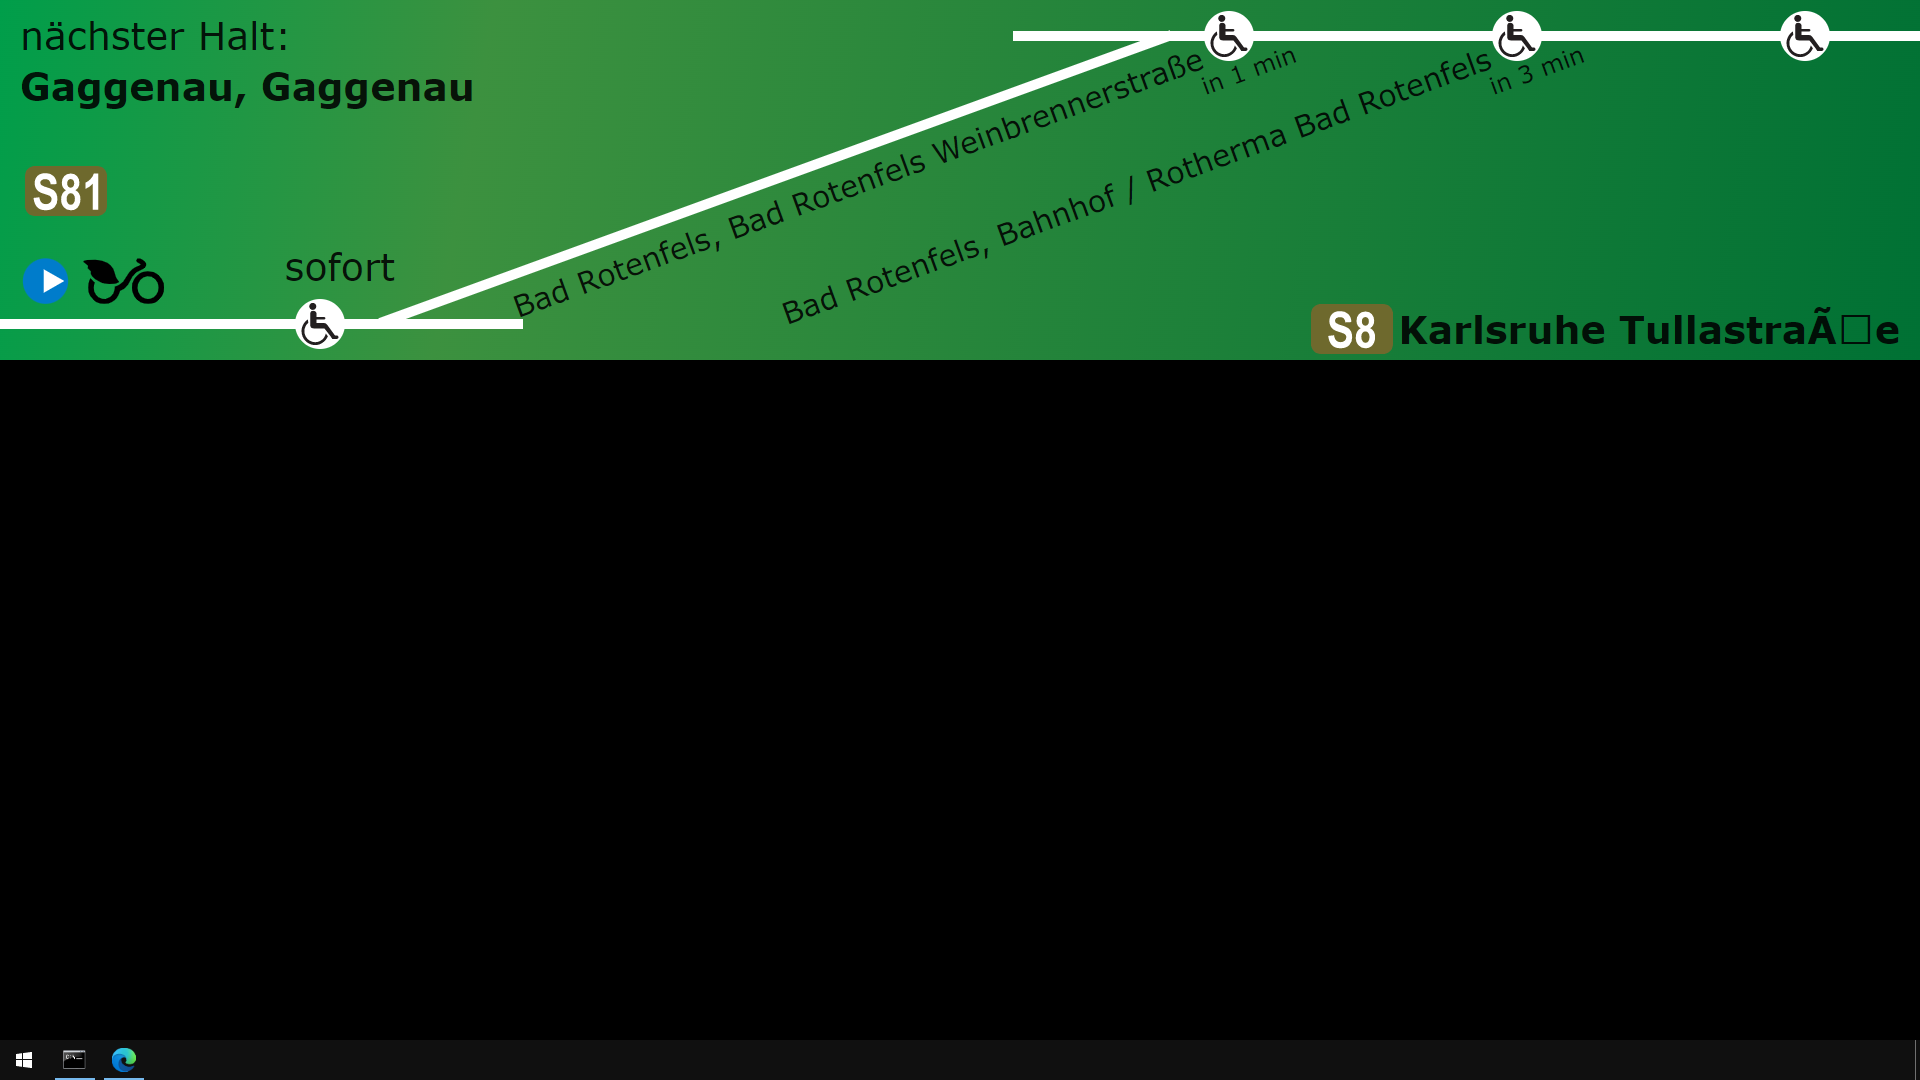 nächster Halt:
Gaggenau, Gaggenau
S81
sofort
Bad Rotenfels, Bad Rotenfels Weinbrennerstraße
in 1 min
Bad Rotenfels, Bahnhof / Rotherma Bad Rotenfels
in 3 min
S8 Karlsruhe TullastraÃ□e